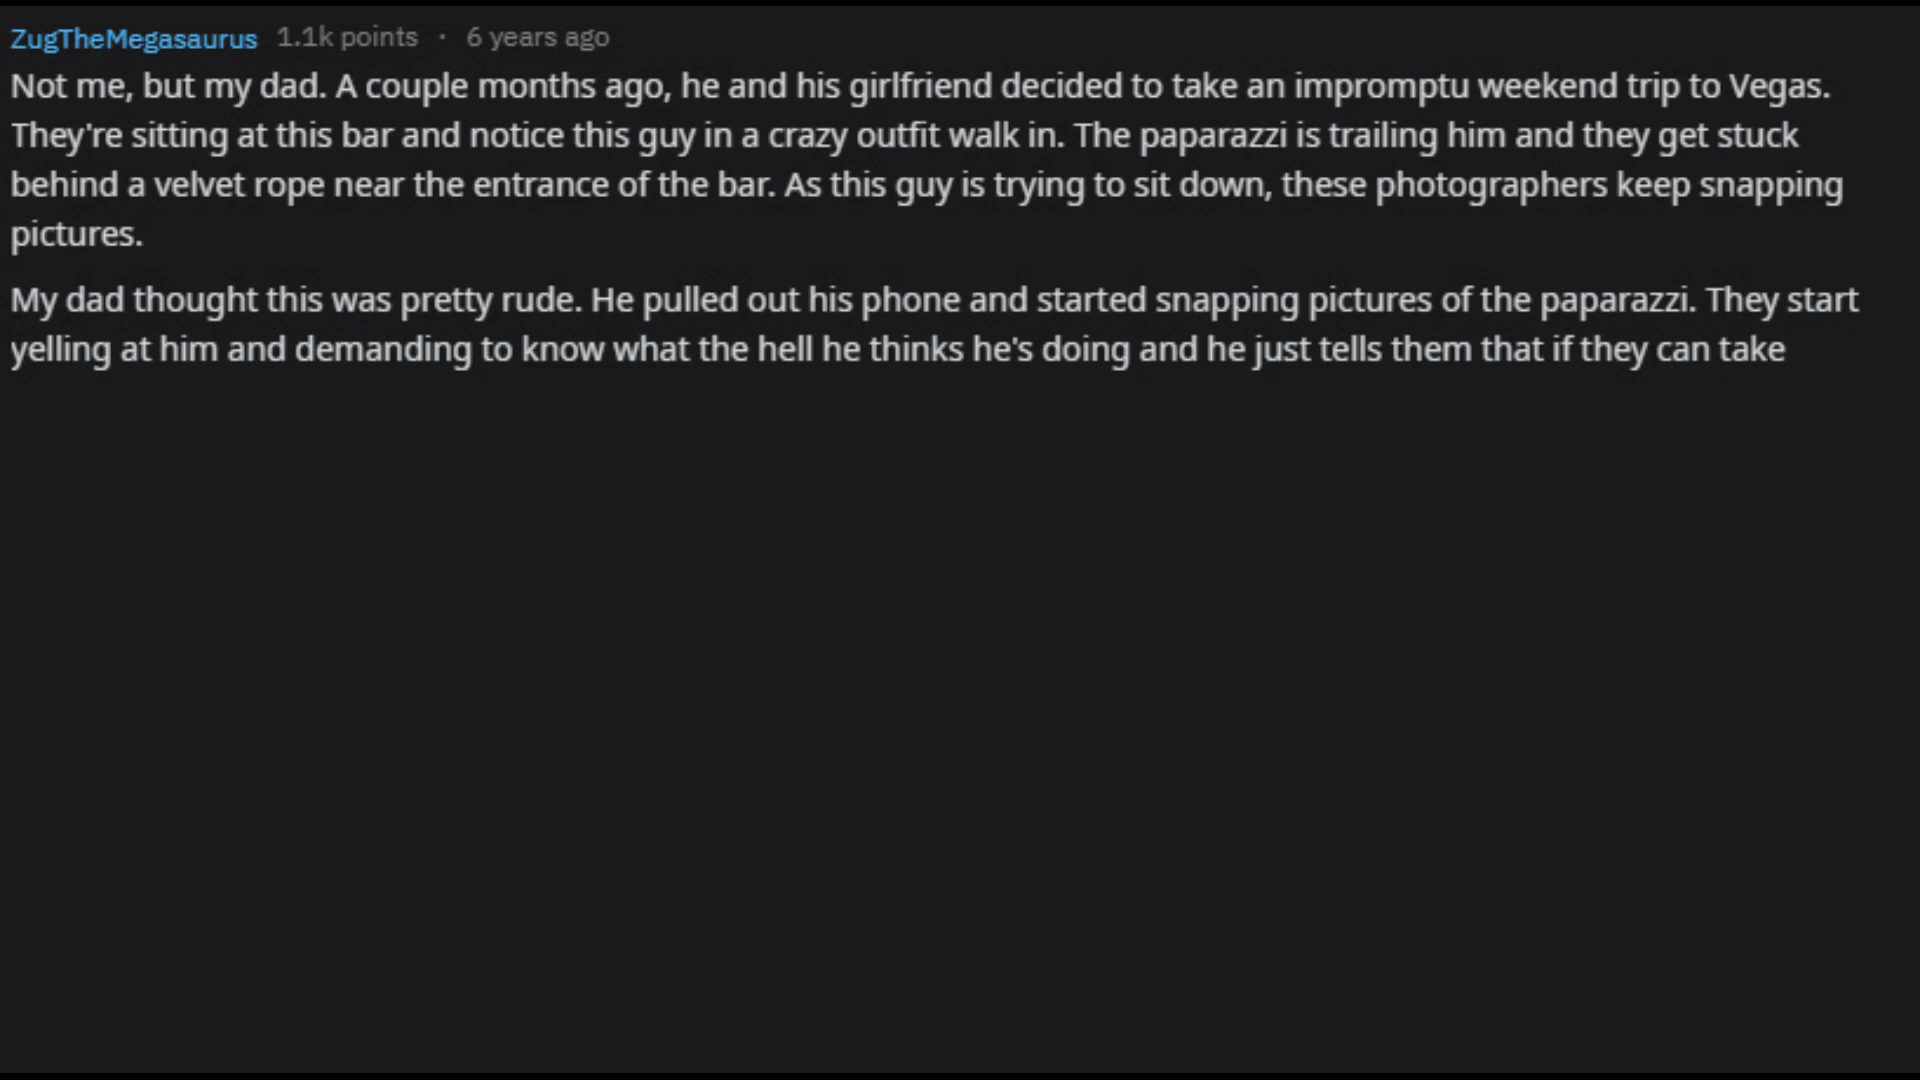 ZugTheMegasaurus 1.1k points · 6 years ago
Not me, but my dad. A couple months ago, he and his girlfriend decided to take an impromptu weekend trip to Vegas.
They're sitting at this bar and notice this guy in a crazy outfit walk in. The paparazzi is trailing him and they get stuck
behind a velvet rope near the entrance of the bar. As this guy is trying to sit down, these photographers keep snapping
pictures.
My dad thought this was pretty rude. He pulled out his phone and started snapping pictures of the paparazzi. They start
yelling at him and demanding to know what the hell he thinks he's doing and he just tells them that if they can take